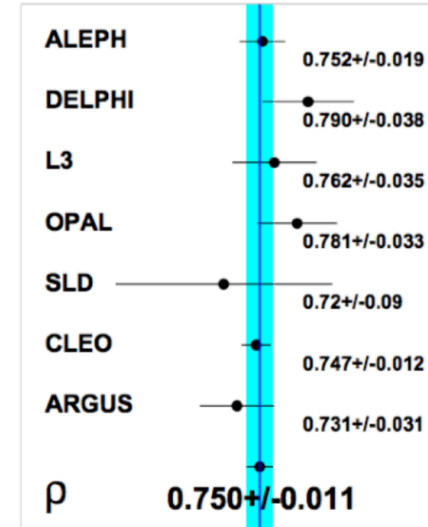 ALEPH
0.752+/-0.019
DELPHI
0.790+/-0.038
L3
0.762+/-0.035
OPAL
0.781+/-0.033
SLD
0.72+/-0.09
CLEO
0.747+/-0.012
ARGUS
0.731+/-0.031
ρ 0.750+/-0.011